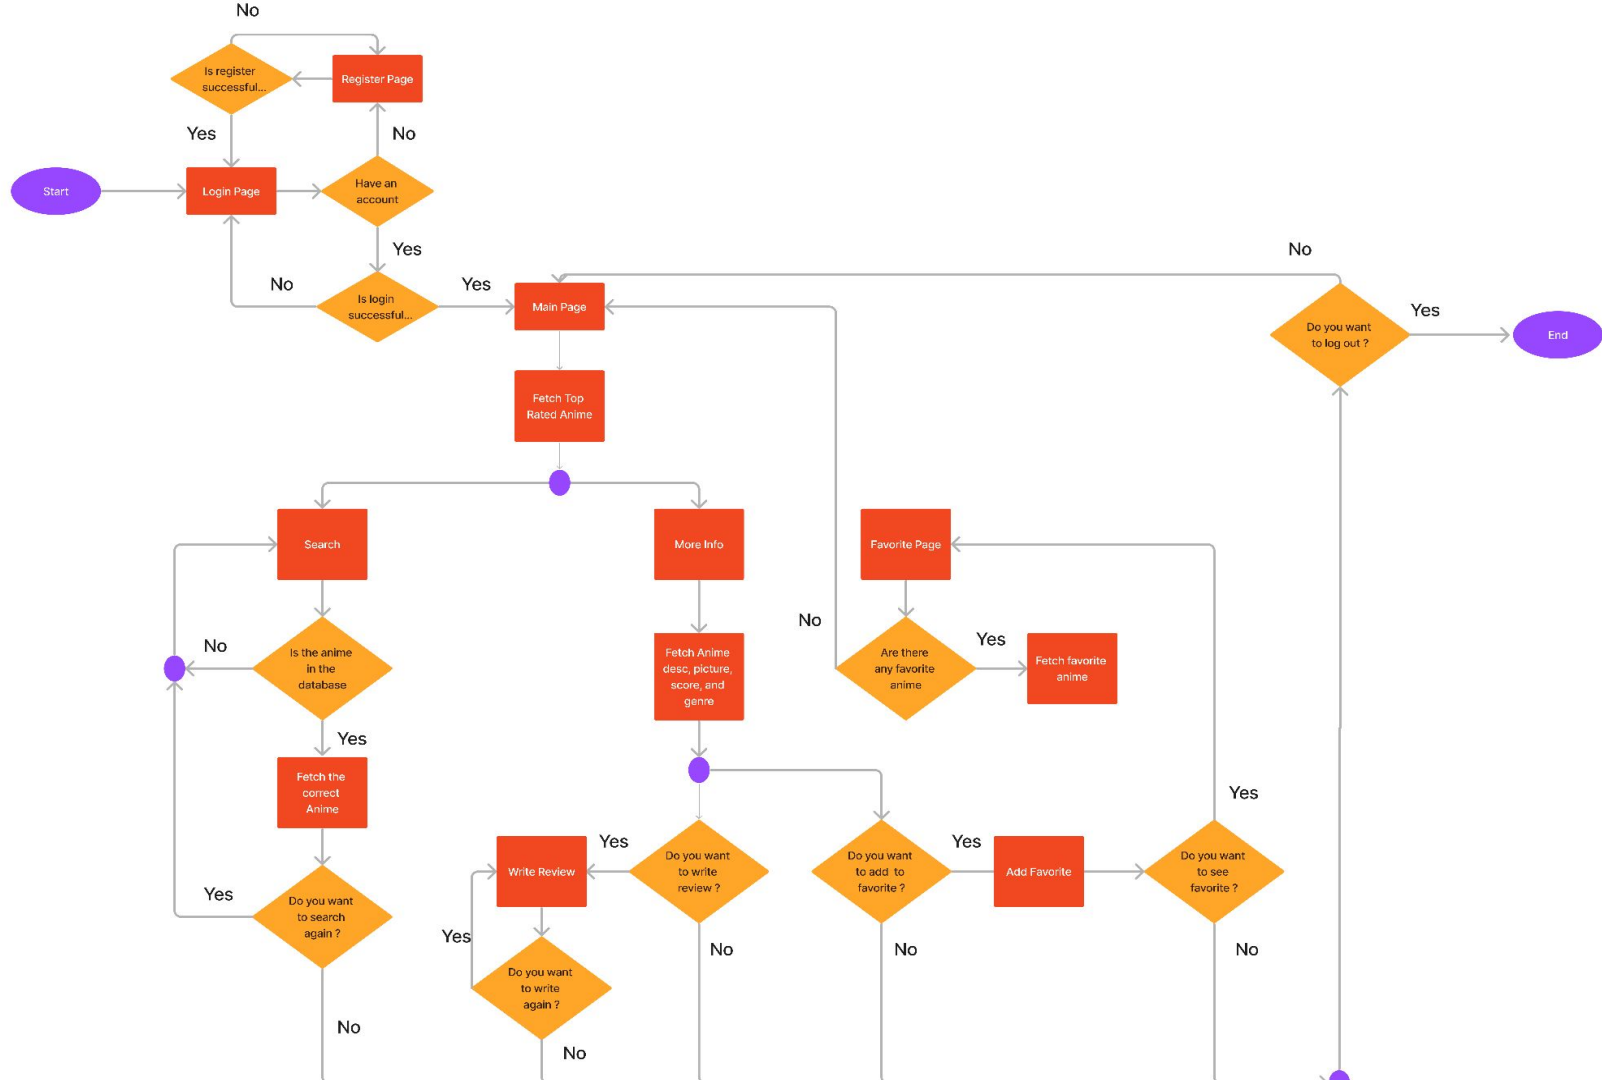 No
Is register
successful...
Register Page
Yes
No
Start
Login Page
Have an
account
Yes
No
Is login
successful...
Yes
Main Page
No
Do you want
to log out ?
Yes
End
Fetch Top
Rated Anime
Search
More Info
Favorite Page
No
Is the anime
in the
database
Fetch Anime
desc, picture,
score, and
genre
No
Are there
any favorite
anime
Yes
Fetch favorite
anime
Yes
Fetch the
correct
Anime
Yes
Yes
Do you want
to search
again ?
Write Review
Yes
Do you want
to write
review ?
Do you want
to add to
favorite ?
Yes
Add Favorite
Do you want
to see
favorite ?
Yes
Do you want
to write
again ?
No
No
No
No
No